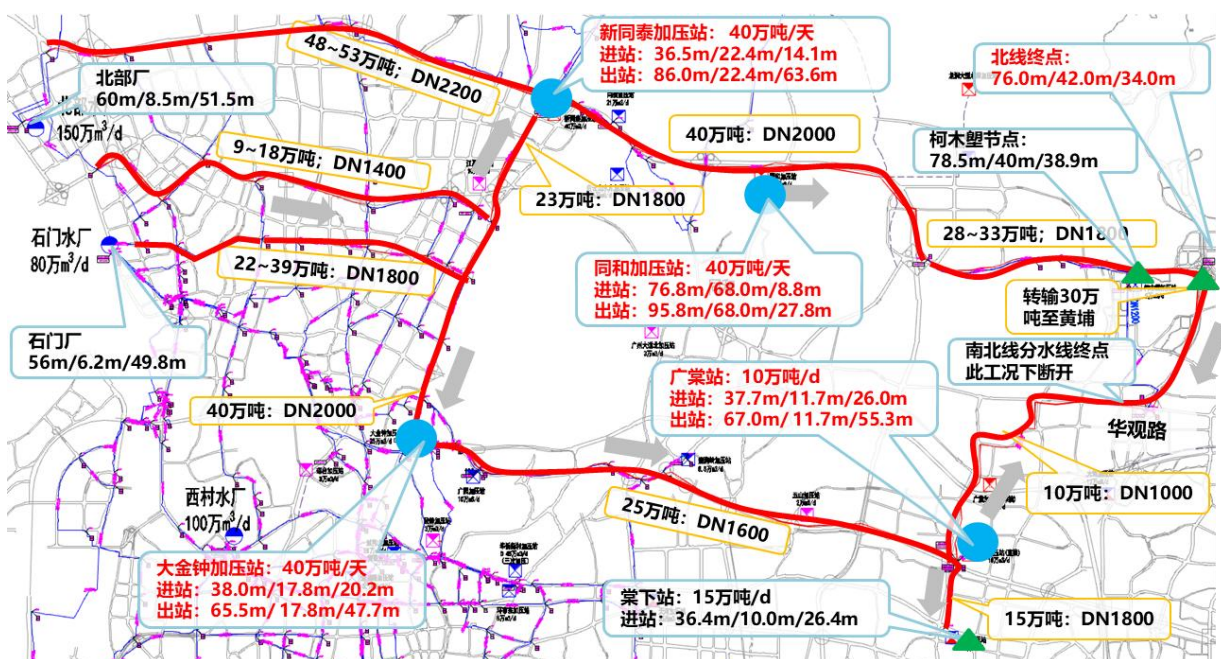 新同泰加压站：40万吨/天
进站：36.5m/22.4m/14.1m
出站：86.0m/22.4m/63.6m
北线终点：
76.0m/42.0m/34.0m
48~53万吨；DN2200
北部厂
60m/8.5m/51.5m
150万m³/d
9~18万吨；DN1400
40万吨：DN2000
柯木塱节点：
78.5m/40m/38.9m
23万吨：DN1800
石门水厂
80万m³/d
22~39万吨：DN1800
28~33万吨；DN1800
同和加压站：40万吨/天
进站：76.8m/68.0m/8.8m
出站：95.8m/68.0m/27.8m
转输30万
吨至黄埔
石门厂
56m/6.2m/49.8m
南北线分水线终点
此工况下断开
广棠站：10万吨/d
进站：37.7m/11.7m/26.0m
出站：67.0m/ 11.7m/55.3m
40万吨：DN2000
华观路
10万吨：DN1000
西村水厂
100万m³/d
25万吨：DN1600
大金钟加压站：40万吨/天
进站：38.0m/17.8m/20.2m
出站：65.5m/ 17.8m/47.7m
棠下站：15万吨/d
进站：36.4m/10.0m/26.4m
15万吨：DN1800